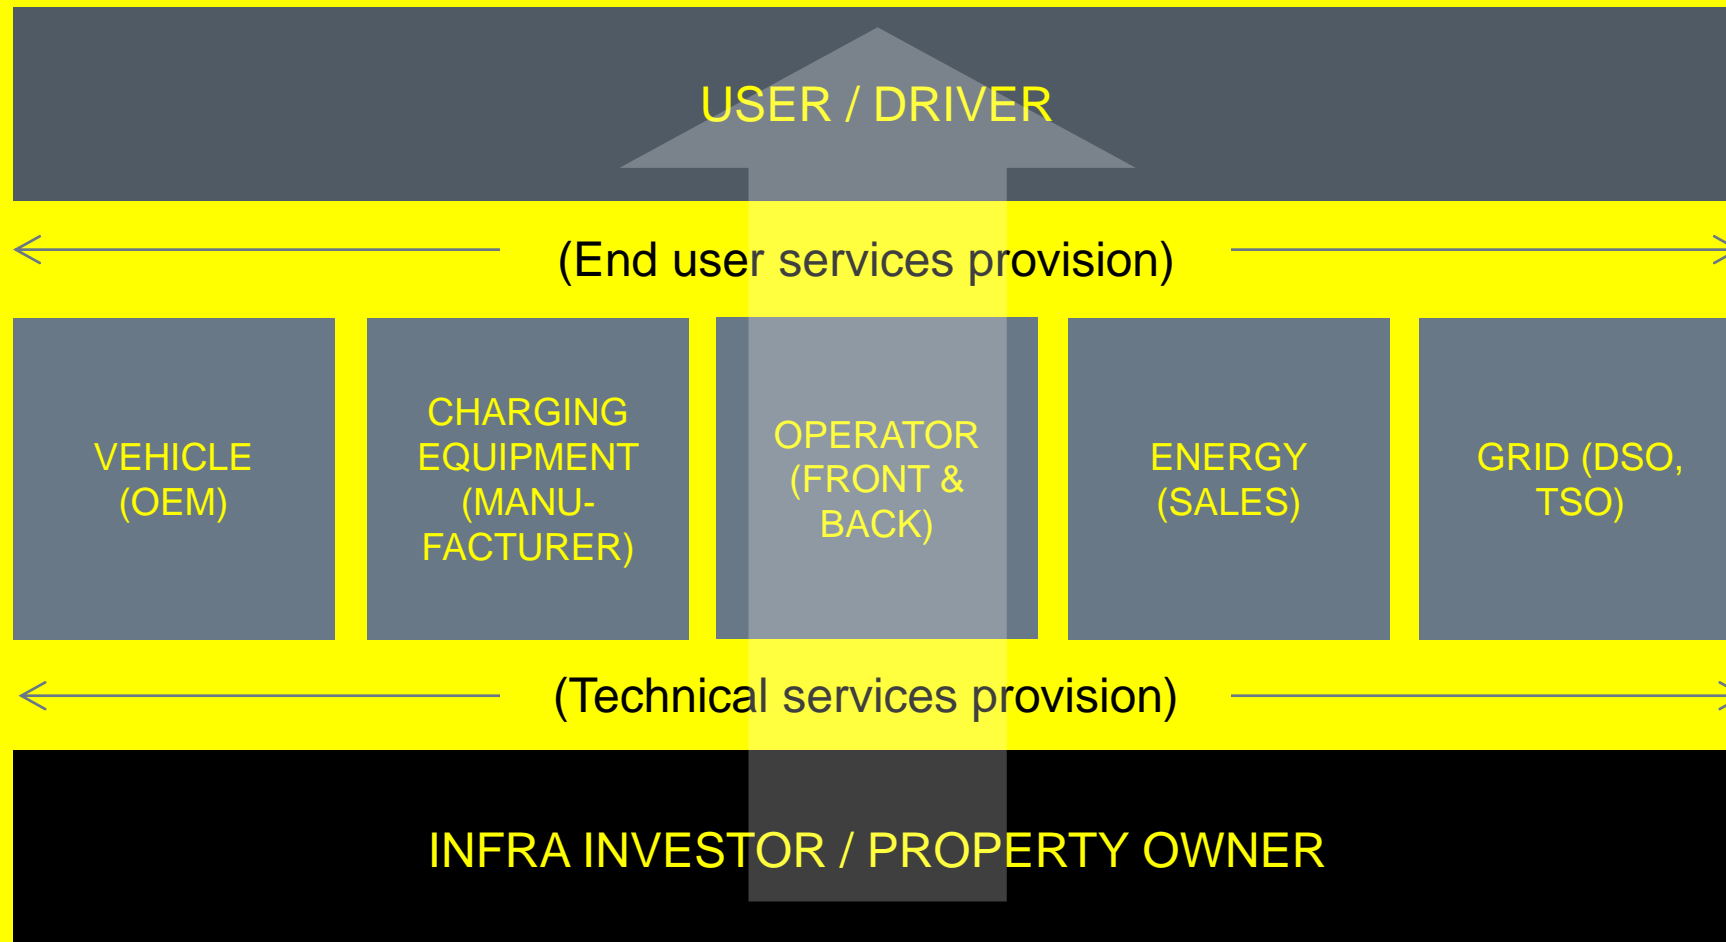 USER / DRIVER
(End user services provision)
VEHICLE
(OEM)
CHARGING
EQUIPMENT
(MANU-
FACTURER)
OPERATOR
(FRONT &
BACK)
ENERGY
(SALES)
GRID (DSO,
TSO)
(Technical services provision)
INFRA INVESTOR / PROPERTY OWNER